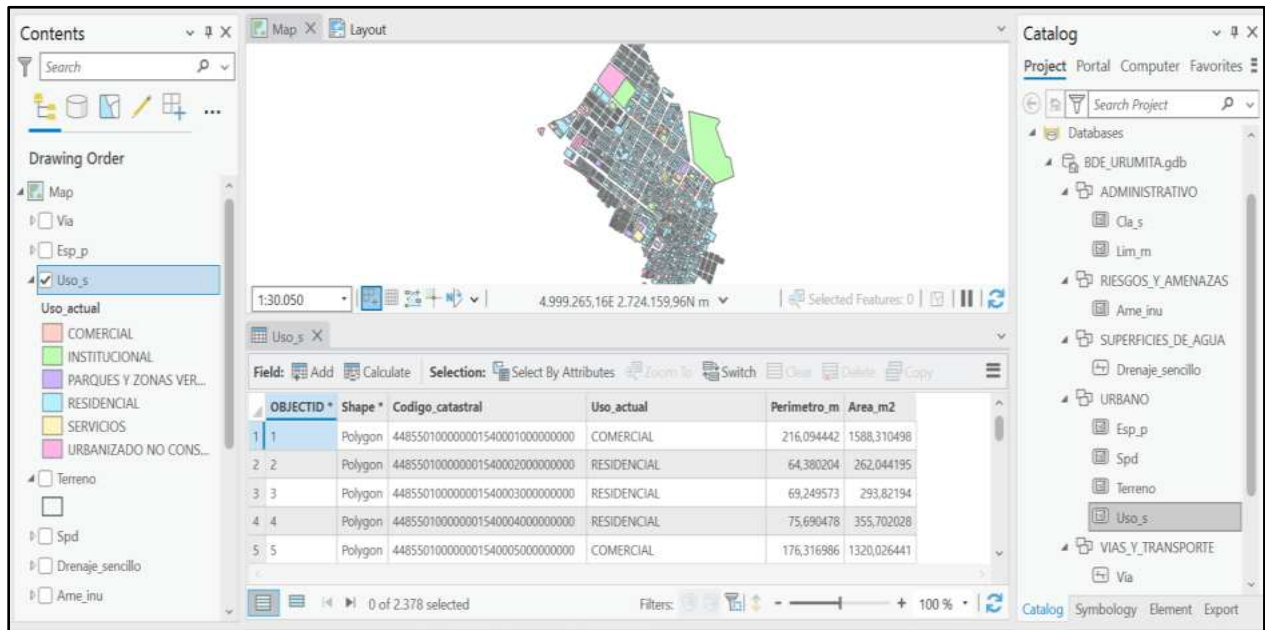 Contents
Search
Drawing Order
Map
Via
Esp_p
Uso_s
Uso_actual
COMERCIAL
INSTITUCIONAL
PARQUES Y ZONAS VER...
RESIDENCIAL
SERVICIOS
URBANIZADO NO CONS...
Terreno
Spd
Drenaje_sencillo
Ame_inu
Map Layout
1:30.050 4.999.265,16E 2.724.159,96N m Selected Features: 0
Uso_s
Field: Add Calculate Selection: Select By Attributes Zoom To Switch Clear Delete Copy
OBJECTID * Shape * Codigo_catastral Uso_actual Perimetro_m Area_m2
1 1 Polygon 448550100000001540001000000000 COMERCIAL 216,094442 1588,310498
2 2 Polygon 448550100000001540002000000000 RESIDENCIAL 64,380204 262,044195
3 3 Polygon 448550100000001540003000000000 RESIDENCIAL 69,249573 293,82194
4 4 Polygon 448550100000001540004000000000 RESIDENCIAL 75,690478 355,702028
5 5 Polygon 448550100000001540005000000000 COMERCIAL 176,316986 1320,026441
0 of 2.378 selected Filters: - + 100 %
Catalog
Project Portal Computer Favorites
Search Project
Databases
BDE_URUMITA.gdb
ADMINISTRATIVO
Cla_s
Lim_m
RIESGOS_Y_AMENAZAS
Ame_inu
SUPERFICIES_DE_AGUA
Drenaje_sencillo
URBANO
Esp_p
Spd
Terreno
Uso_s
VIAS_Y_TRANSPORTE
Via
Catalog Symbology Element Export